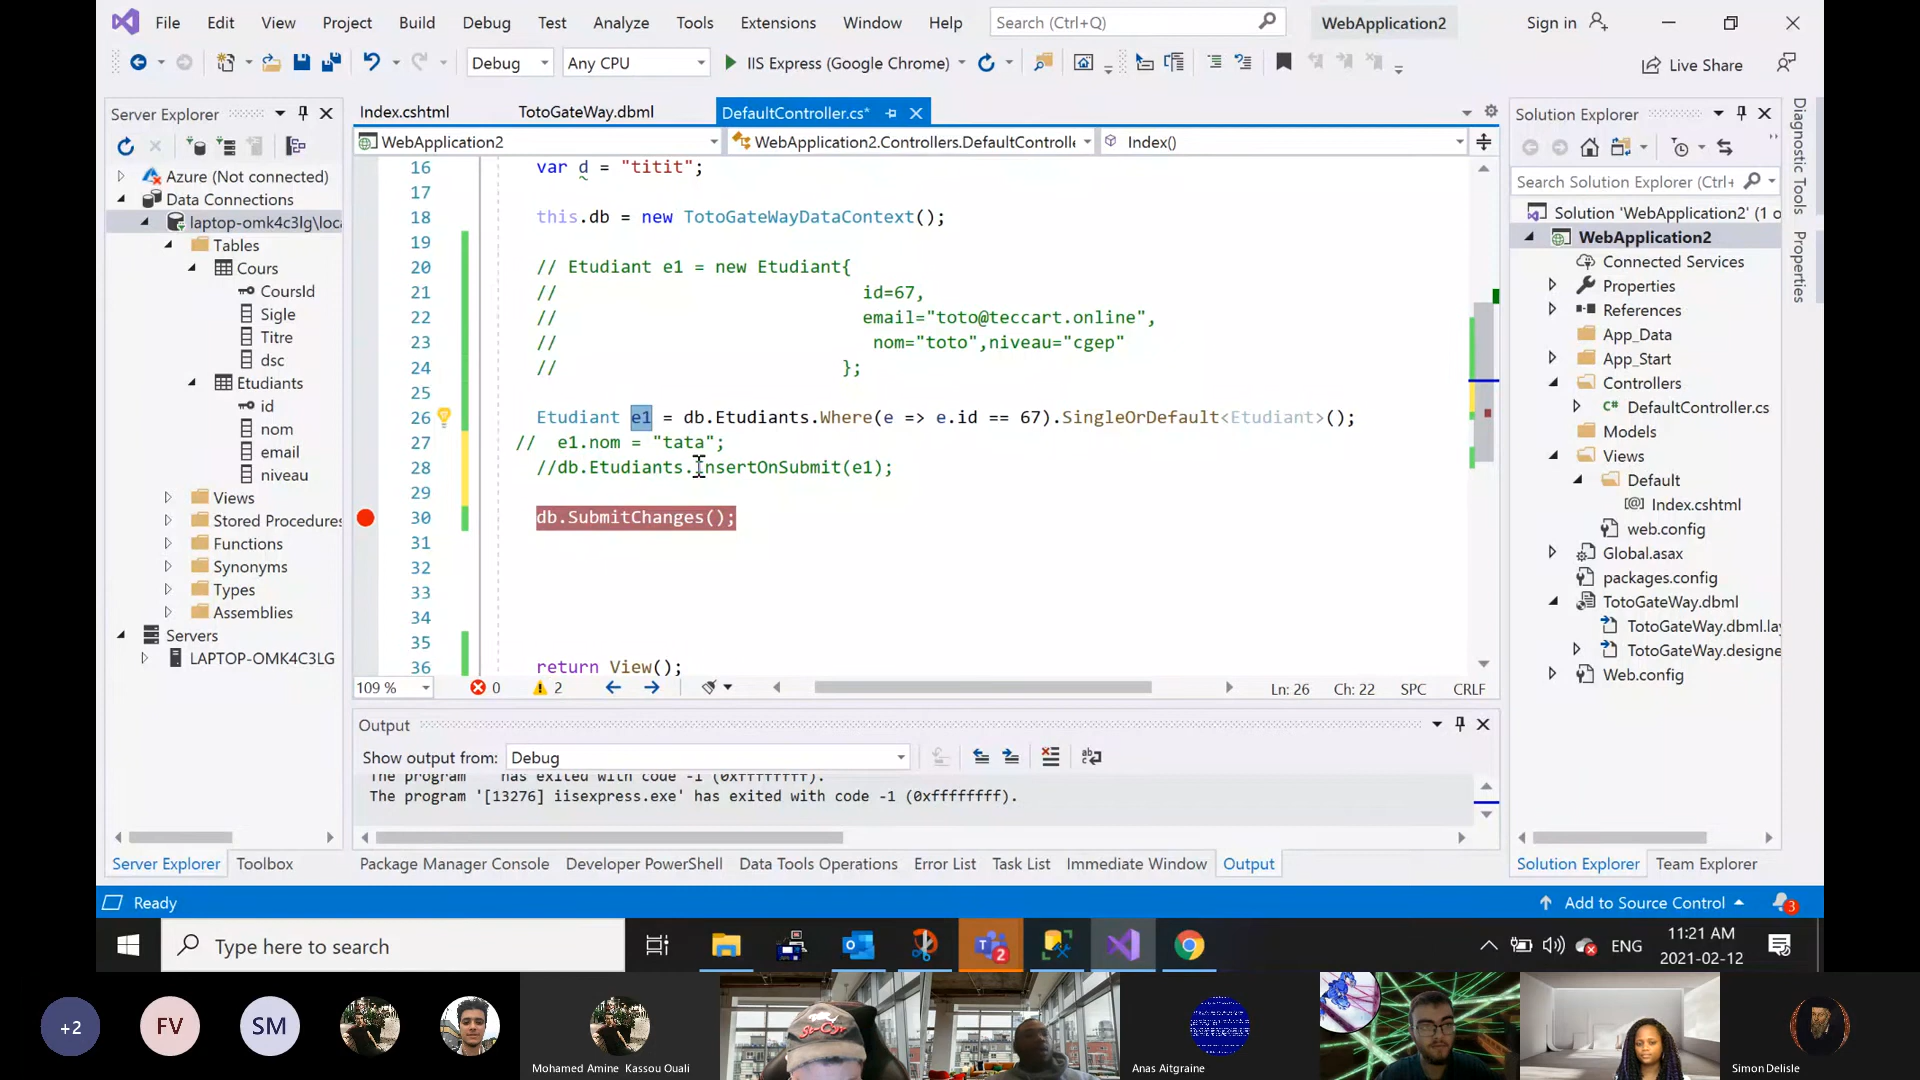 File Edit View Project Build Debug Test Analyze Tools Extensions Window Help Search (Ctrl+Q) WebApplication2 Sign in
Debug Any CPU IIS Express (Google Chrome) Live Share
Server Explorer
Azure (Not connected)
Data Connections
laptop-omk4c3lg\loc
Tables
Cours
CoursId
Sigle
Titre
dsc
Etudiants
id
nom
email
niveau
Views
Stored Procedures
Functions
Synonyms
Types
Assemblies
Servers
LAPTOP-OMK4C3LG
Server Explorer Toolbox
Index.cshtml TotoGateWay.dbml DefaultController.cs*
WebApplication2 WebApplication2.Controllers.DefaultControlle Index()
16 var d = "titit";
17
18 this.db = new TotoGateWayDataContext();
19
20 // Etudiant e1 = new Etudiant{
21 // id=67,
22 // email="toto@teccart.online",
23 // nom="toto",niveau="cgep"
24 // };
25
26 Etudiant e1 = db.Etudiants.Where(e => e.id == 67).SingleOrDefault<Etudiant>();
27 // e1.nom = "tata";
28 //db.Etudiants.InsertOnSubmit(e1);
29
30 db.SubmitChanges();
31
32
33
34
35
36 return View();
109 % 0 2 Ln: 26 Ch: 22 SPC CRLF
Output
Show output from: Debug
The program has exited with code -1 (0xffffffff).
The program '[13276] iisexpress.exe' has exited with code -1 (0xffffffff).
Package Manager Console Developer PowerShell Data Tools Operations Error List Task List Immediate Window Output
Solution Explorer
Search Solution Explorer (Ctrl+
Solution 'WebApplication2' (1 o
WebApplication2
Connected Services
Properties
References
App_Data
App_Start
Controllers
C# DefaultController.cs
Models
Views
Default
[@] Index.cshtml
web.config
Global.asax
packages.config
TotoGateWay.dbml
TotoGateWay.dbml.la
TotoGateWay.designe
Web.config
Solution Explorer Team Explorer
Diagnostic Tools
Properties
Ready Add to Source Control 3
Type here to search 2 ENG 11:21 AM
2021-02-12
+2 FV SM
Mohamed Amine Kassou Ouali
Anas Aitgraine
Simon Delisle